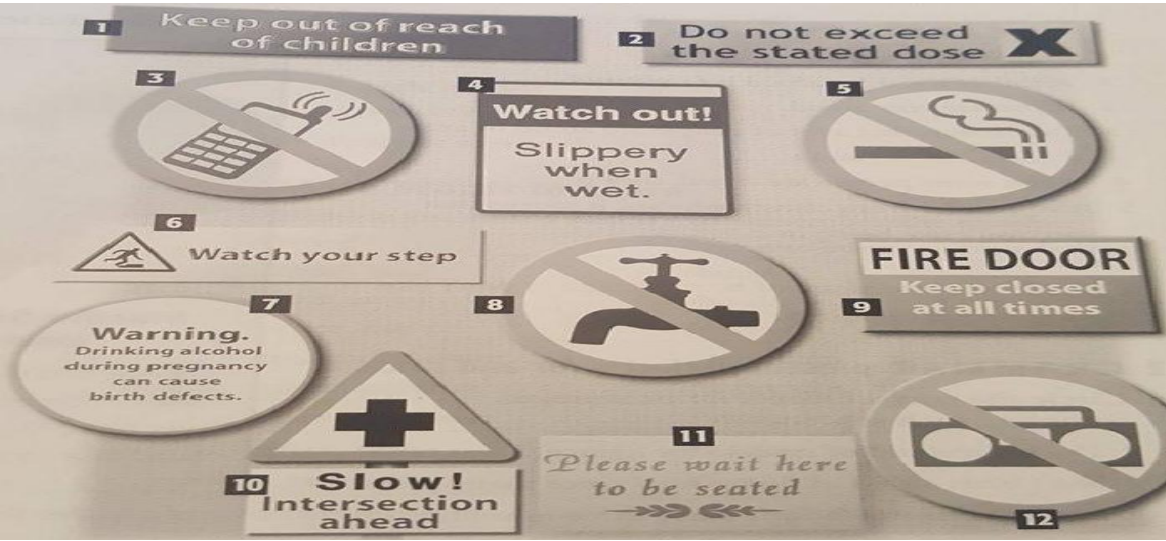 1
Keep out of reach
of children
2
Do not exceed
the stated dose
X
3
4
Watch out!
Slippery
when
wet.
5
6
Watch your step
7
Warning.
Drinking alcohol
during pregnancy
can cause
birth defects.
8
9
FIRE DOOR
Keep closed
at all times
10
Slow!
Intersection
ahead
11
Please wait here
to be seated
12